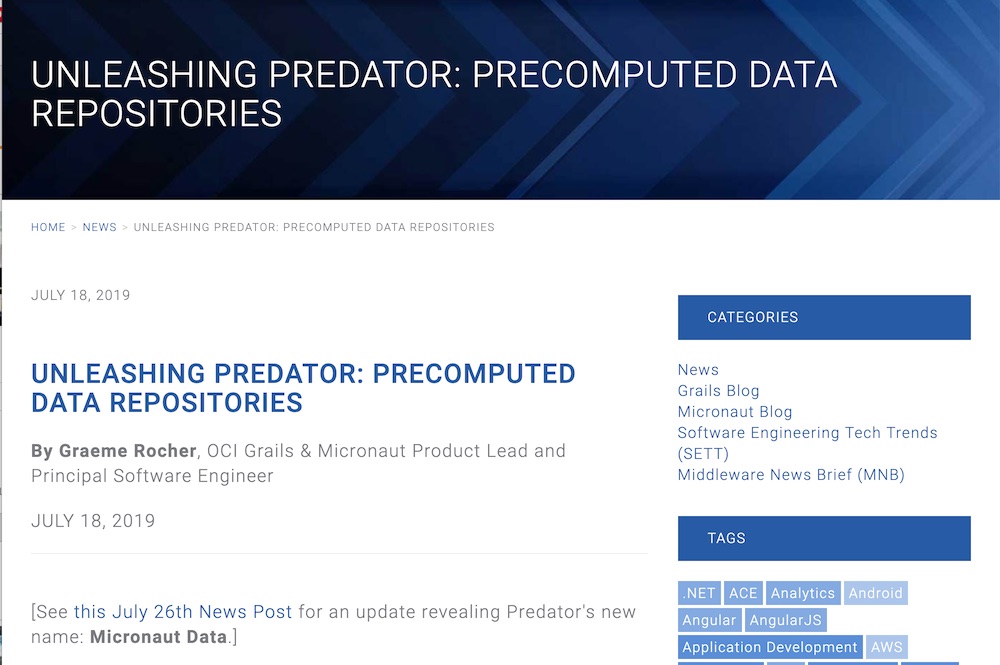 UNLEASHING PREDATOR: PRECOMPUTED DATA
REPOSITORIES
HOME > NEWS > UNLEASHING PREDATOR: PRECOMPUTED DATA REPOSITORIES
JULY 18, 2019
UNLEASHING PREDATOR: PRECOMPUTED
DATA REPOSITORIES
By Graeme Rocher, OCI Grails & Micronaut Product Lead and
Principal Software Engineer
JULY 18, 2019
[See this July 26th News Post for an update revealing Predator's new
name: Micronaut Data.]
CATEGORIES
News
Grails Blog
Micronaut Blog
Software Engineering Tech Trends
(SETT)
Middleware News Brief (MNB)
TAGS
.NET ACE Analytics Android
Angular AngularJS
Application Development AWS